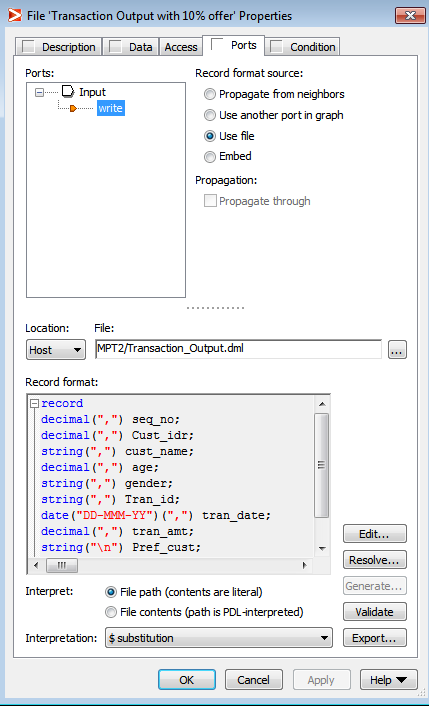 File 'Transaction Output with 10% offer' Properties
Description Data Access Ports Condition
Ports:
Input
write
Record format source:
Propagate from neighbors
Use another port in graph
Use file
Embed
Propagation:
Propagate through
Location: File:
Host MPT2/Transaction_Output.dml ...
Record format:
record
decimal(",") seq_no;
decimal(",") Cust_idr;
string(",") cust_name;
decimal(",") age;
string(",") gender;
string(",") Tran_id;
date("DD-MMM-YY")(",") tran_date;
decimal(",") tran_amt;
string("\n") Pref_cust;
Edit...
Resolve...
Generate...
Validate
Export...
Interpret: File path (contents are literal)
File contents (path is PDL-interpreted)
Interpretation: $ substitution
OK Cancel Apply Help